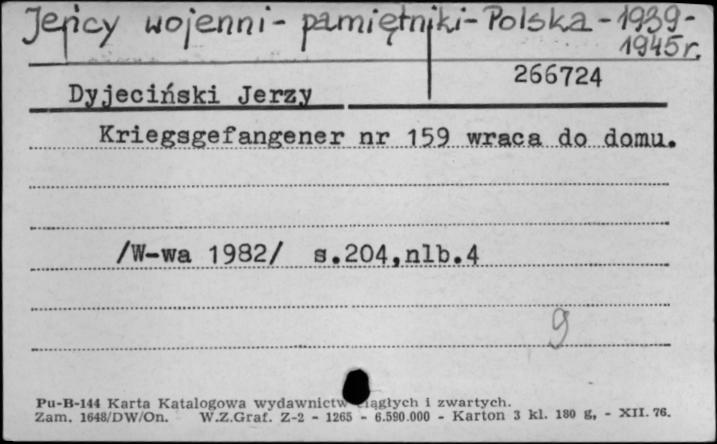 Jeńcy wojenni - pamiętniki - Polska - 1939-
1945r.
266724
Dyjeciński Jerzy
Kriegsgefangener nr 159 wraca do domu.
/W-wa 1982/ s.204,nlb.4
9
Pu-B-144 Karta Katalogowa wydawnictw ciągłych i zwartych.
Zam. 1648/DW/On. W.Z.Graf. Z-2 - 1265 - 6.590.000 - Karton 3 kl. 180 g, - XII. 76.